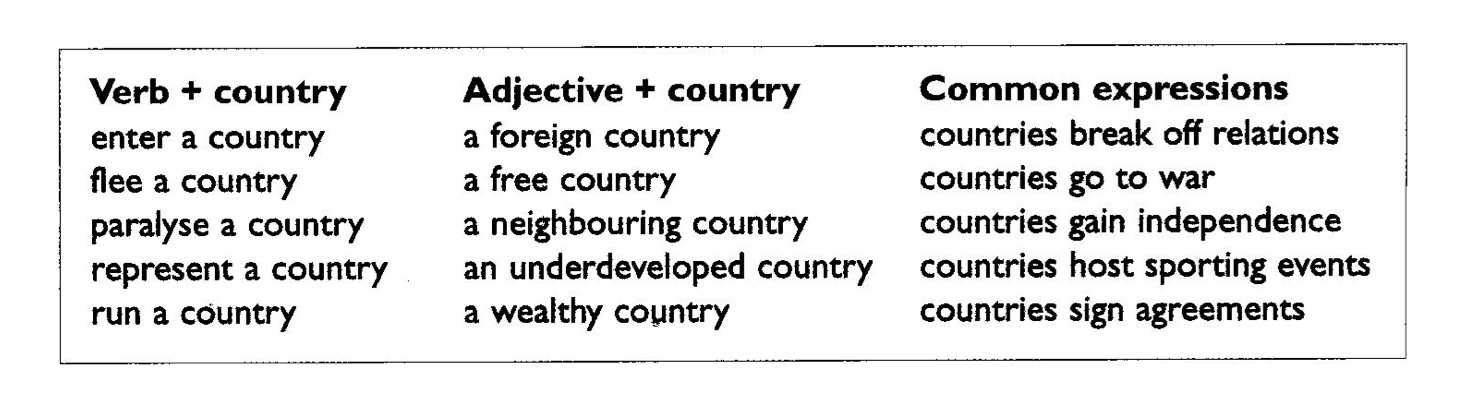 Verb + country
enter a country
flee a country
paralyse a country
represent a country
run a country
Adjective + country
a foreign country
a free country
a neighbouring country
an underdeveloped country
a wealthy country
Common expressions
countries break off relations
countries go to war
countries gain independence
countries host sporting events
countries sign agreements